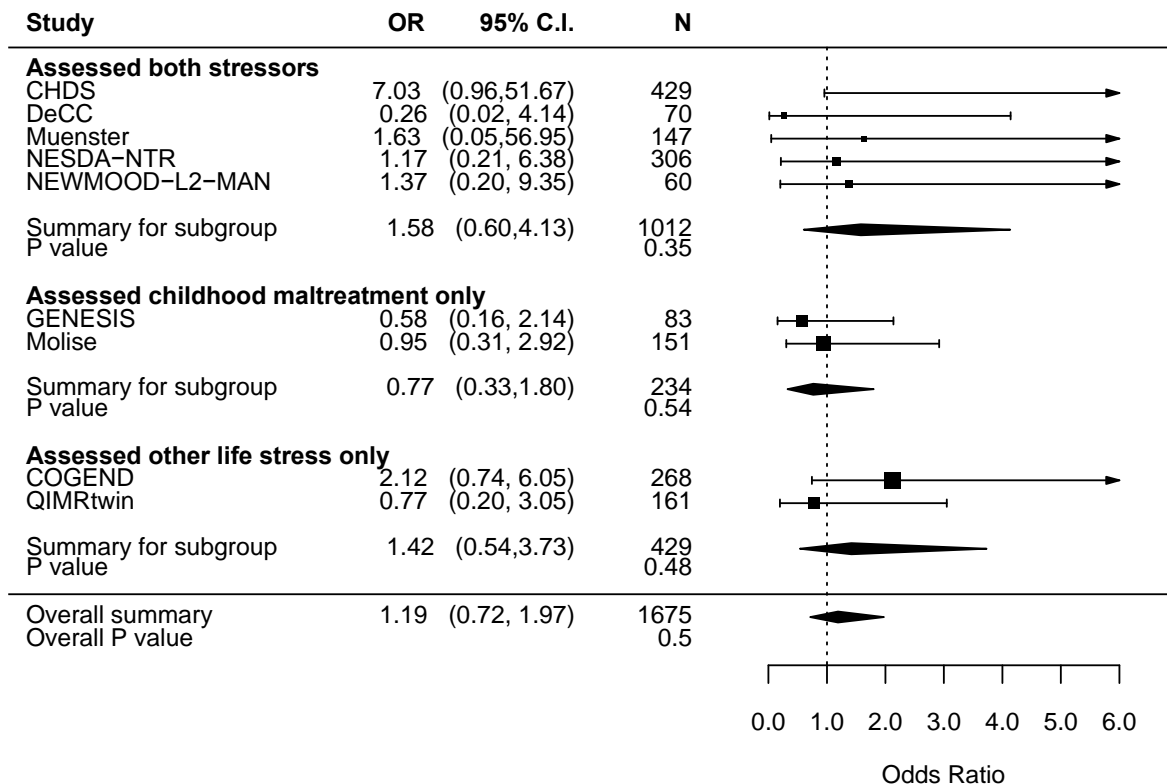 Study OR 95% C.I. N
Assessed both stressors
CHDS 7.03 (0.96,51.67) 429
DeCC 0.26 (0.02, 4.14) 70
Muenster 1.63 (0.05,56.95) 147
NESDA−NTR 1.17 (0.21, 6.38) 306
NEWMOOD−L2−MAN 1.37 (0.20, 9.35) 60
Summary for subgroup 1.58 (0.60,4.13) 1012
P value 0.35
Assessed childhood maltreatment only
GENESIS 0.58 (0.16, 2.14) 83
Molise 0.95 (0.31, 2.92) 151
Summary for subgroup 0.77 (0.33,1.80) 234
P value 0.54
Assessed other life stress only
COGEND 2.12 (0.74, 6.05) 268
QIMRtwin 0.77 (0.20, 3.05) 161
Summary for subgroup 1.42 (0.54,3.73) 429
P value 0.48
Overall summary 1.19 (0.72, 1.97) 1675
Overall P value 0.5
0.0 1.0 2.0 3.0 4.0 5.0 6.0
Odds Ratio